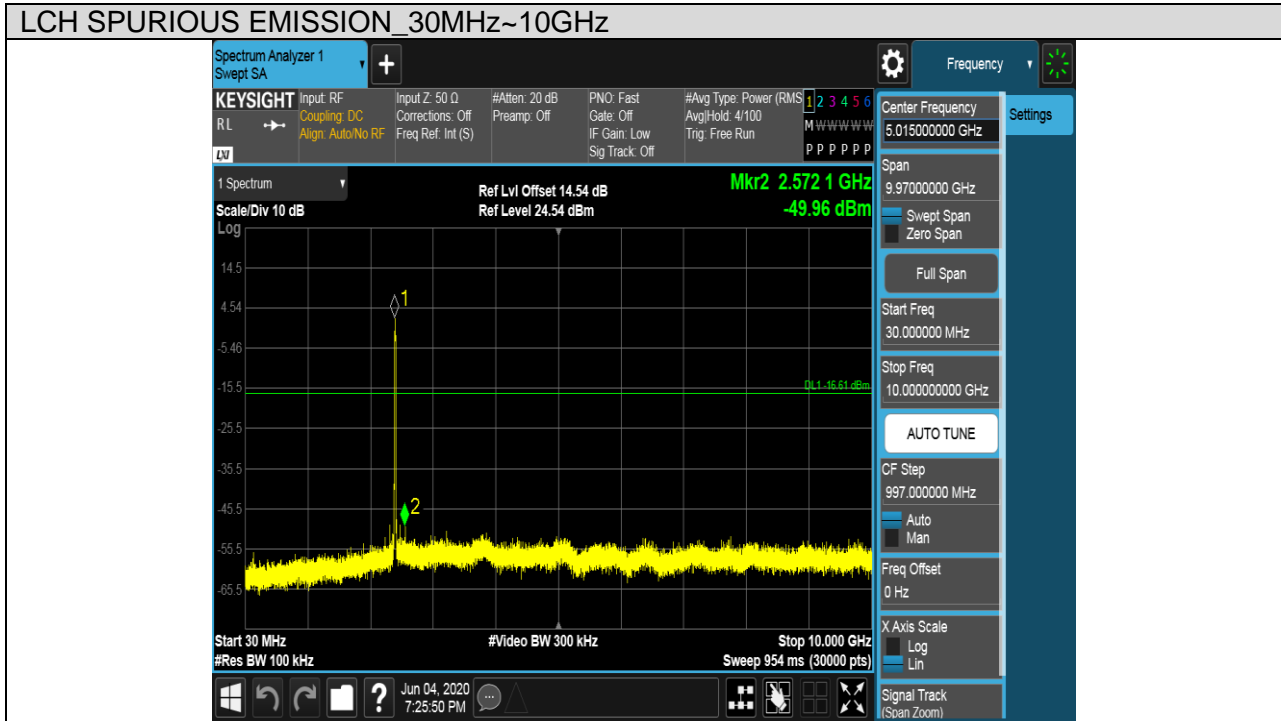 LCH SPURIOUS EMISSION_30MHz~10GHz
Spectrum Analyzer 1
Swept SA
Frequency
KEYSIGHT
RL
LXI
Input: RF
Coupling: DC
Align: Auto/No RF
Input Z: 50 Ω
Corrections: Off
Freq Ref: Int (S)
#Atten: 20 dB
Preamp: Off
PNO: Fast
Gate: Off
IF Gain: Low
Sig Track: Off
#Avg Type: Power (RMS
Avg|Hold: 4/100
Trig: Free Run
1 2 3 4 5 6
M W W W W W
P P P P P P
1 Spectrum
Scale/Div 10 dB
Log
Ref Lvl Offset 14.54 dB
Ref Level 24.54 dBm
Mkr2 2.572 1 GHz
-49.96 dBm
14.5
4.54
-5.46
-15.5
-25.5
-35.5
-45.5
-55.5
-65.5
1
2
DL1 -16.61 dBm
Start 30 MHz
#Res BW 100 kHz
#Video BW 300 kHz
Stop 10.000 GHz
Sweep 954 ms (30000 pts)
Center Frequency
5.015000000 GHz
Settings
Span
9.97000000 GHz
Swept Span
Zero Span
Full Span
Start Freq
30.000000 MHz
Stop Freq
10.000000000 GHz
AUTO TUNE
CF Step
997.000000 MHz
Auto
Man
Freq Offset
0 Hz
X Axis Scale
Log
Lin
Signal Track
(Span Zoom)
?
Jun 04, 2020
7:25:50 PM